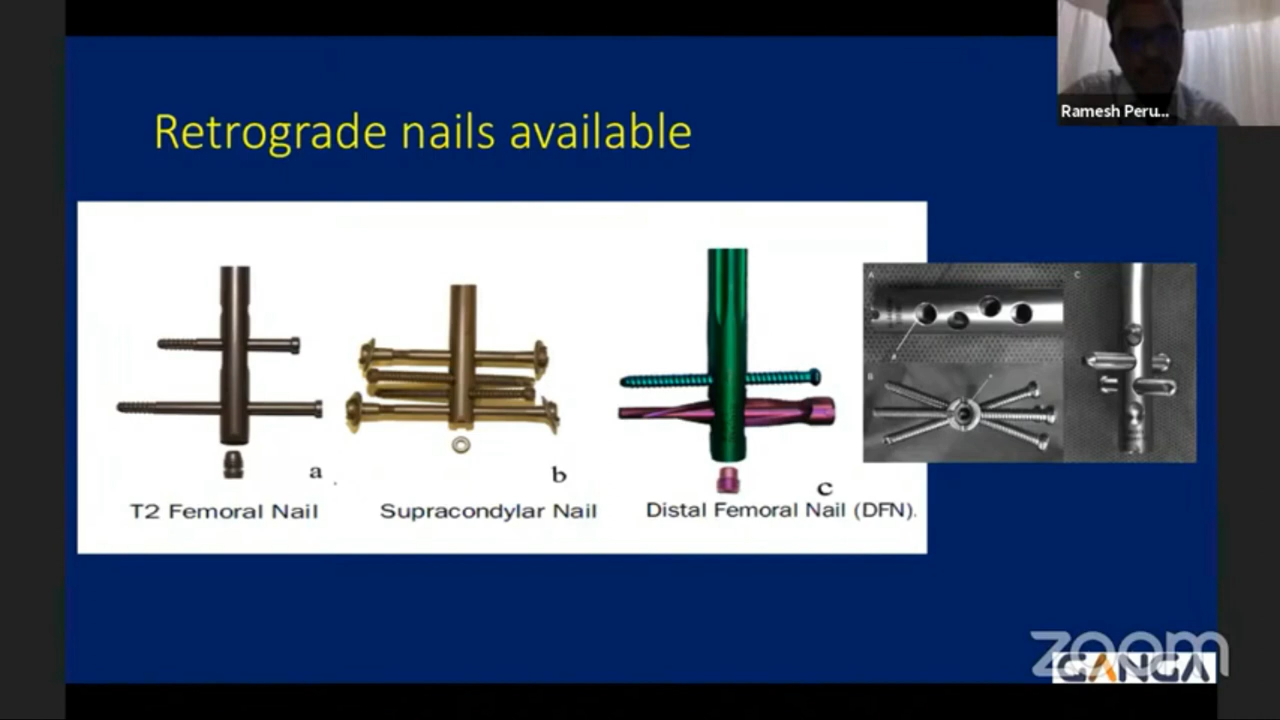 Ramesh Peru...
Retrograde nails available
A
C
B
a
b
c
T2 Femoral Nail
Supracondylar Nail
Distal Femoral Nail (DFN).
zoom
GANGA